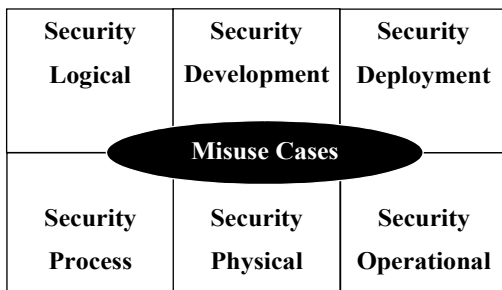 Security
Logical
Security
Development
Security
Deployment
Misuse Cases
Security
Process
Security
Physical
Security
Operational